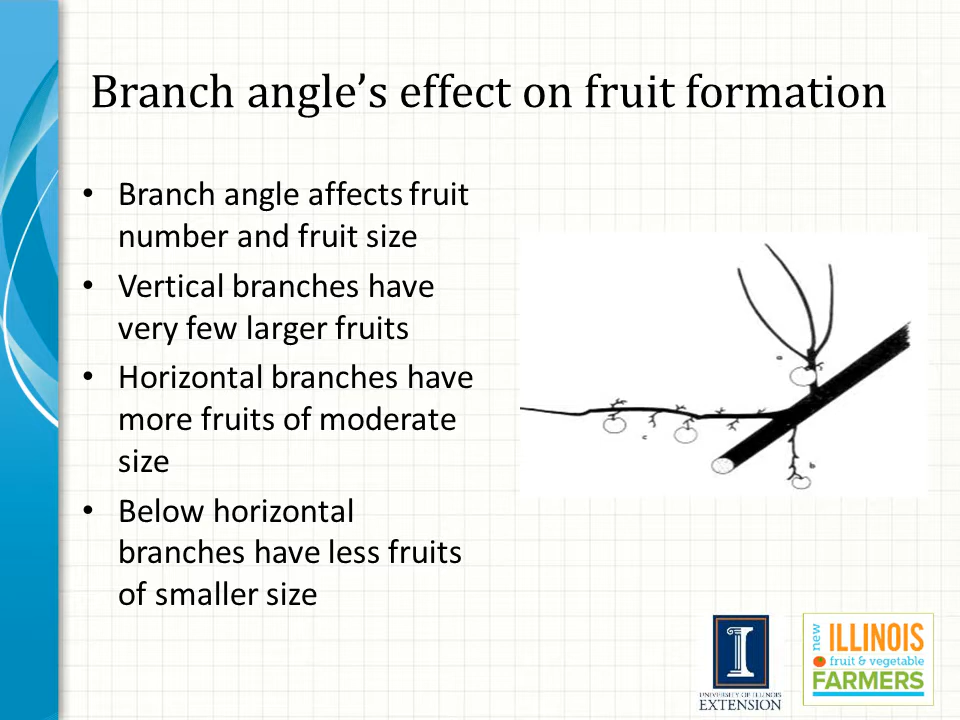 Branch angle’s effect on fruit formation
• Branch angle affects fruit
number and fruit size
• Vertical branches have
very few larger fruits
• Horizontal branches have
more fruits of moderate
size
• Below horizontal
branches have less fruits
of smaller size
a
c
b
I
UNIVERSITY OF ILLINOIS
EXTENSION
new
ILLINOIS
fruit & vegetable
FARMERS